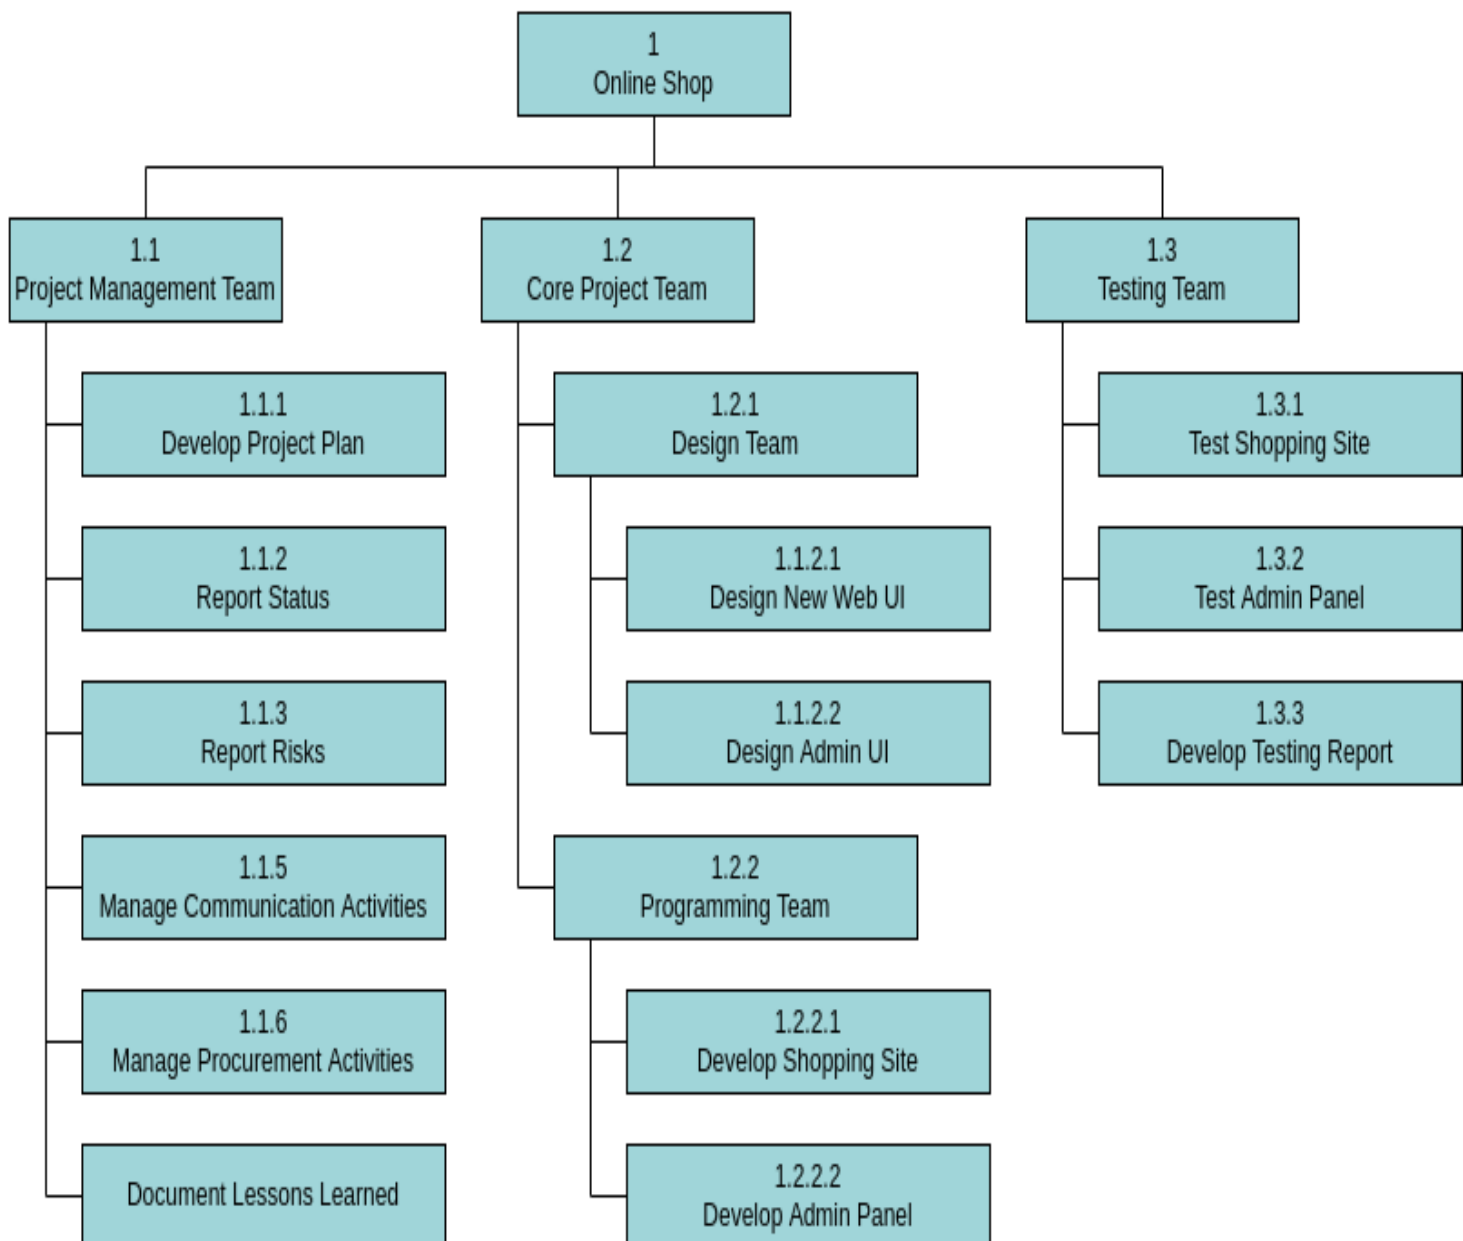 1
Online Shop
1.1
Project Management Team
1.1.1
Develop Project Plan
1.1.2
Report Status
1.1.3
Report Risks
1.1.5
Manage Communication Activities
1.1.6
Manage Procurement Activities
Document Lessons Learned
1.2
Core Project Team
1.2.1
Design Team
1.1.2.1
Design New Web UI
1.1.2.2
Design Admin UI
1.2.2
Programming Team
1.2.2.1
Develop Shopping Site
1.2.2.2
Develop Admin Panel
1.3
Testing Team
1.3.1
Test Shopping Site
1.3.2
Test Admin Panel
1.3.3
Develop Testing Report